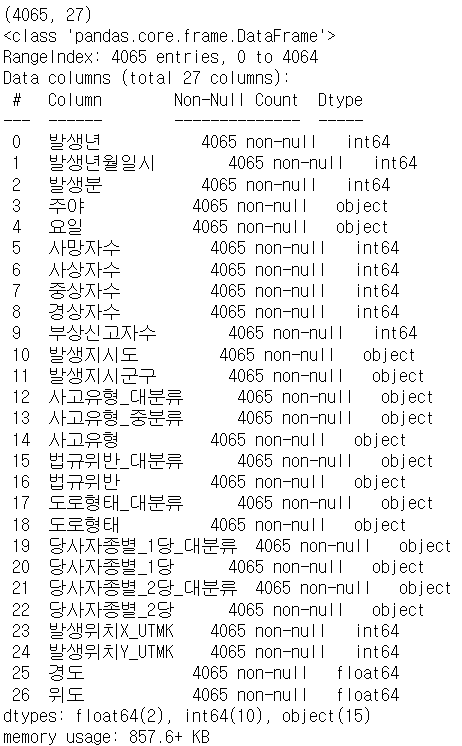 (4065, 27)
<class 'pandas.core.frame.DataFrame'>
RangeIndex: 4065 entries, 0 to 4064
Data columns (total 27 columns):
 #   Column        Non-Null Count  Dtype
---  ------        --------------  -----
 0   발생년          4065 non-null   int64
 1   발생년월일시        4065 non-null   int64
 2   발생분          4065 non-null   int64
 3   주야           4065 non-null   object
 4   요일           4065 non-null   object
 5   사망자수         4065 non-null   int64
 6   사상자수         4065 non-null   int64
 7   중상자수         4065 non-null   int64
 8   경상자수         4065 non-null   int64
 9   부상신고자수        4065 non-null   int64
 10  발생지시도         4065 non-null   object
 11  발생지시군구        4065 non-null   object
 12  사고유형_대분류      4065 non-null   object
 13  사고유형_중분류      4065 non-null   object
 14  사고유형          4065 non-null   object
 15  법규위반_대분류      4065 non-null   object
 16  법규위반          4065 non-null   object
 17  도로형태_대분류      4065 non-null   object
 18  도로형태          4065 non-null   object
 19  당사자종별_1당_대분류  4065 non-null   object
 20  당사자종별_1당      4065 non-null   object
 21  당사자종별_2당_대분류  4065 non-null   object
 22  당사자종별_2당      4065 non-null   object
 23  발생위치X_UTMK    4065 non-null   int64
 24  발생위치Y_UTMK    4065 non-null   int64
 25  경도           4065 non-null   float64
 26  위도           4065 non-null   float64
dtypes: float64(2), int64(10), object(15)
memory usage: 857.6+ KB